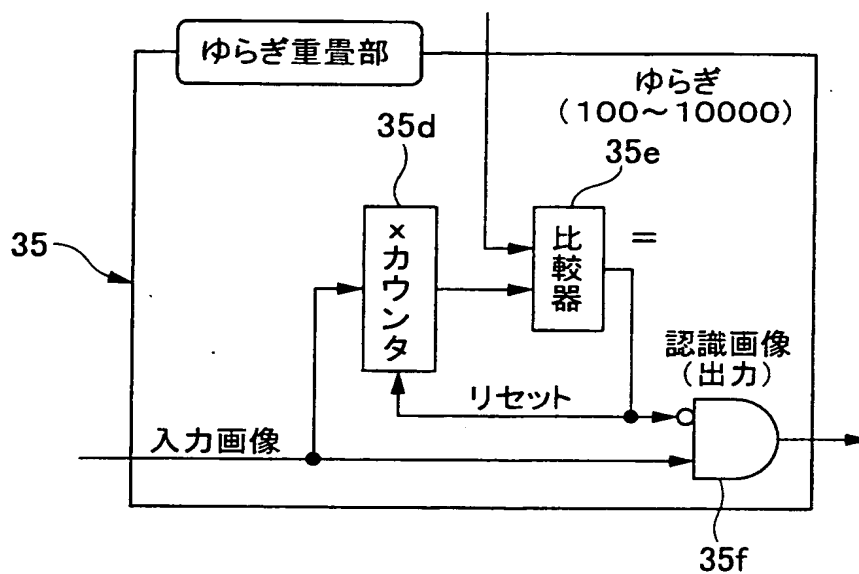 ゆらぎ重畳部
ゆらぎ
(100～10000)
35d
35e
35
×カウンタ
比較器
=
認識画像
(出力)
リセット
入力画像
35f